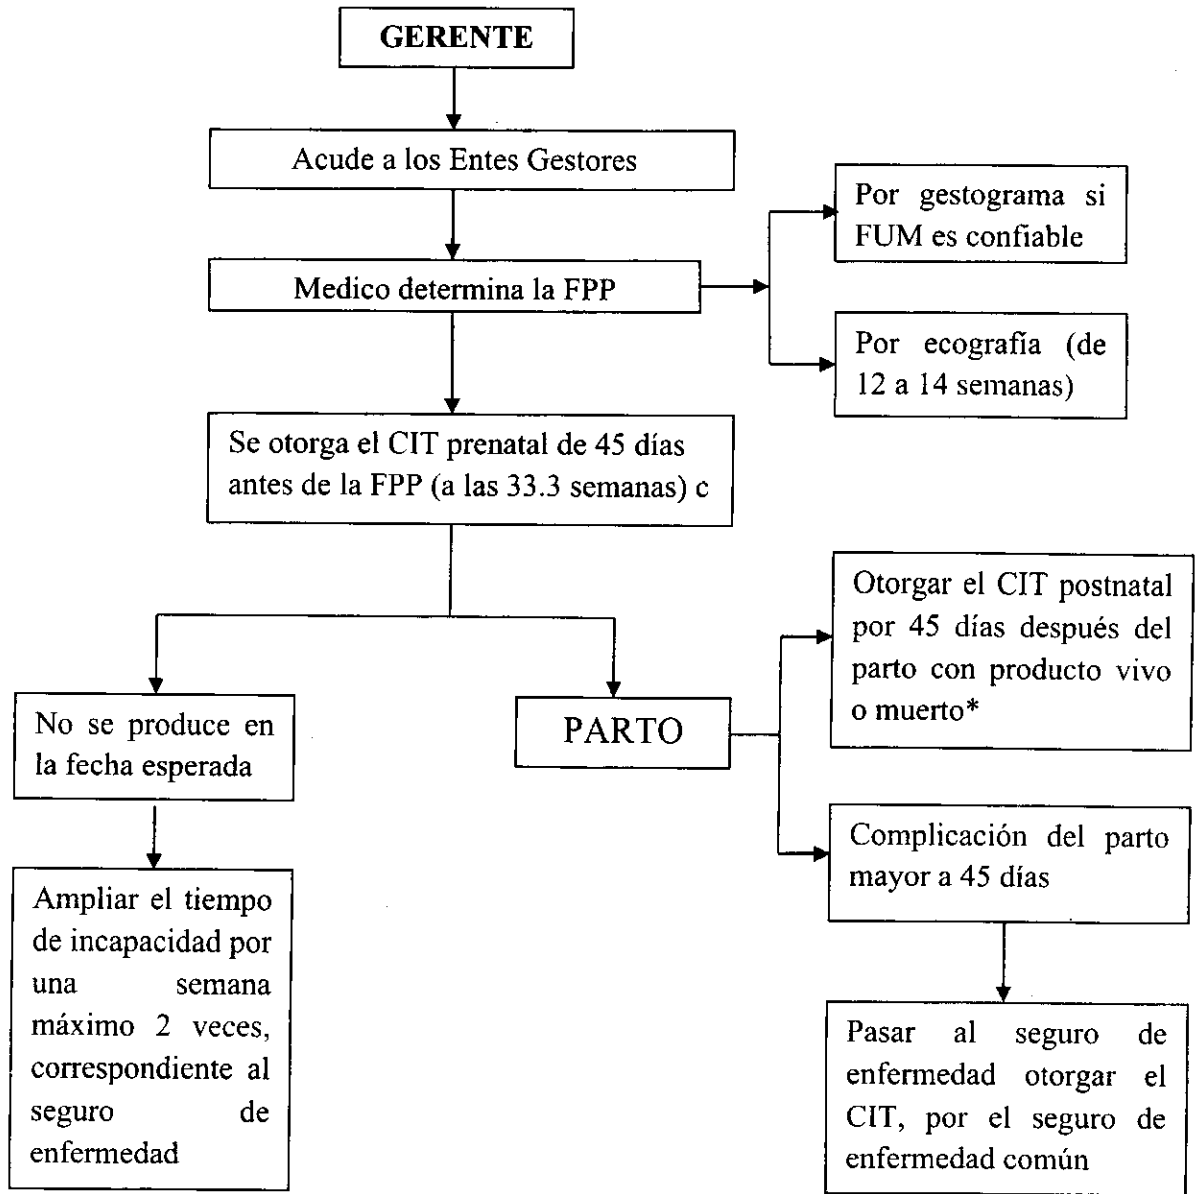 GERENTE
Acude a los Entes Gestores
Medico determina la FPP
Por gestograma si
FUM es confiable
Por ecografía (de
12 a 14 semanas)
Se otorga el CIT prenatal de 45 días
antes de la FPP (a las 33.3 semanas) c
No se produce en
la fecha esperada
Ampliar el tiempo
de incapacidad por
una semana
máximo 2 veces,
correspondiente al
seguro de
enfermedad
PARTO
Otorgar el CIT postnatal
por 45 días después del
parto con producto vivo
o muerto*
Complicación del parto
mayor a 45 días
Pasar al seguro de
enfermedad otorgar el
CIT, por el seguro de
enfermedad común